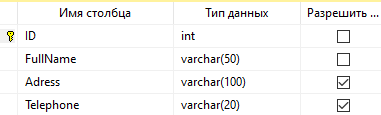 Имя столбца Тип данных Разрешить ...
ID int
FullName varchar(50)
Adress varchar(100)
Telephone varchar(20)